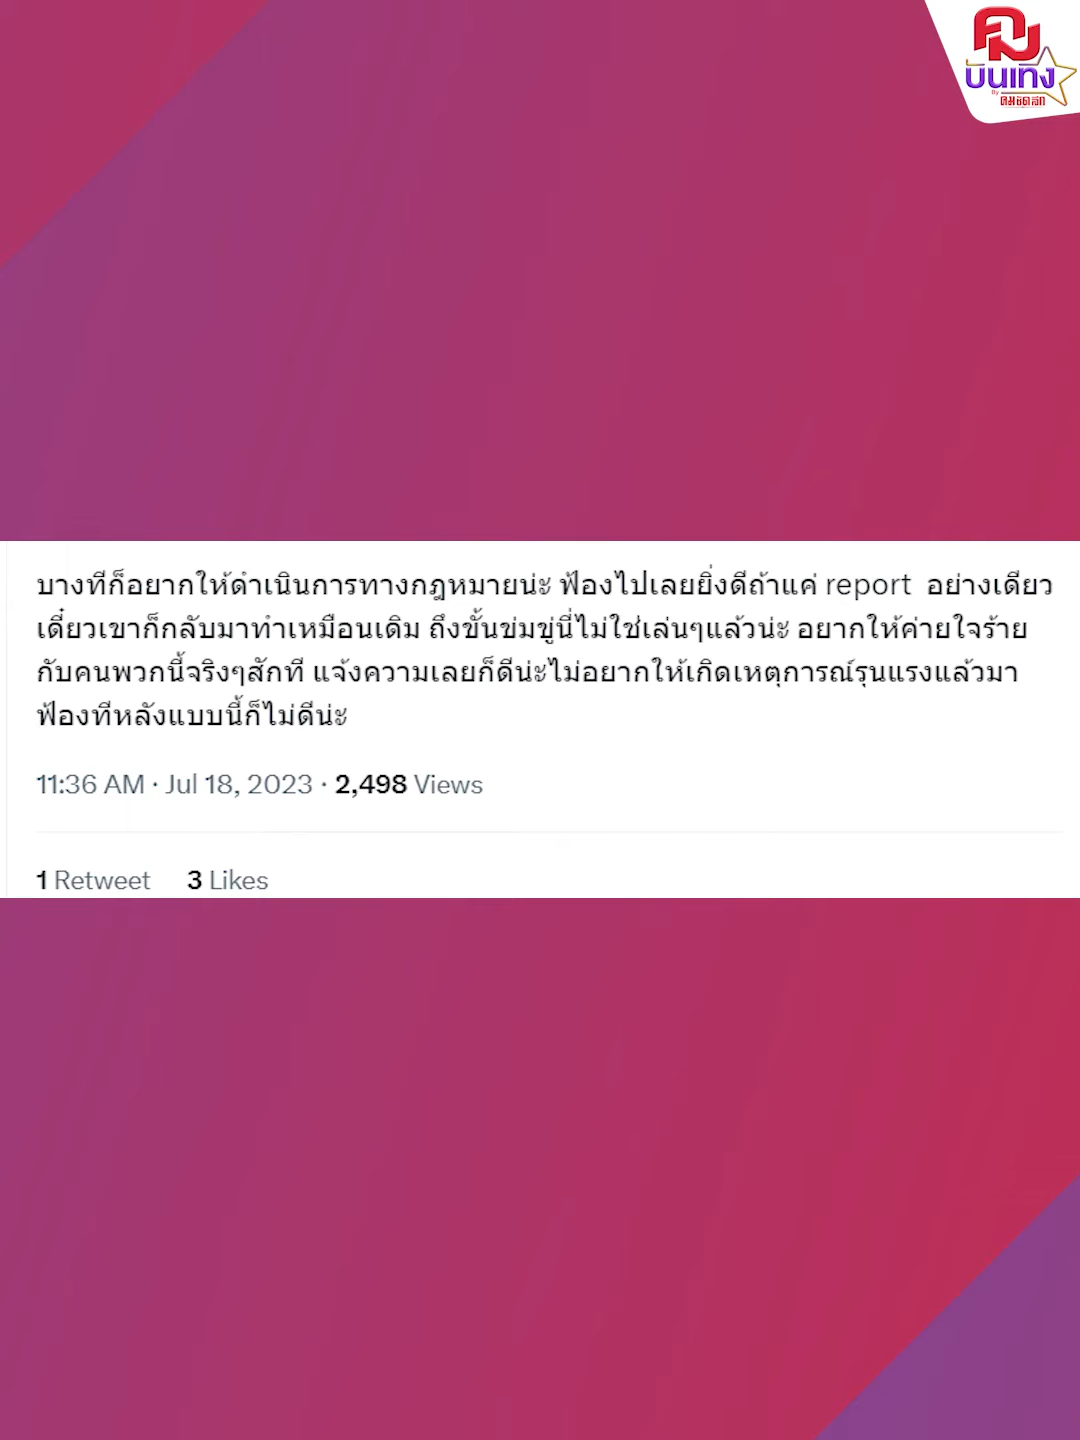 คม
บันเทิง
By
คมชัดลึก
บางทีก็อยากให้ดำเนินการทางกฎหมายน่ะ ฟ้องไปเลยยิ่งดีถ้าแค่ report อย่างเดียว
เดี๋ยวเขาก็กลับมาทำเหมือนเดิม ถึงขั้นข่มขู่นี่ไม่ใช่เล่นๆแล้วน่ะ อยากให้ค่ายใจร้าย
กับคนพวกนี้จริงๆสักที แจ้งความเลยก็ดีน่ะไม่อยากให้เกิดเหตุการณ์รุนแรงแล้วมา
ฟ้องทีหลังแบบนี้ก็ไม่ดีน่ะ
11:36 AM · Jul 18, 2023 · 2,498 Views
1 Retweet 3 Likes